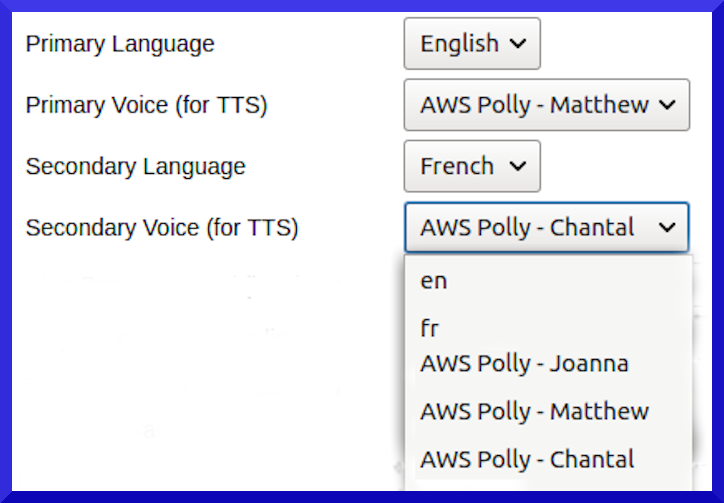 Primary Language English
Primary Voice (for TTS) AWS Polly - Matthew
Secondary Language French
Secondary Voice (for TTS) AWS Polly - Chantal
en
fr
AWS Polly - Joanna
AWS Polly - Matthew
AWS Polly - Chantal